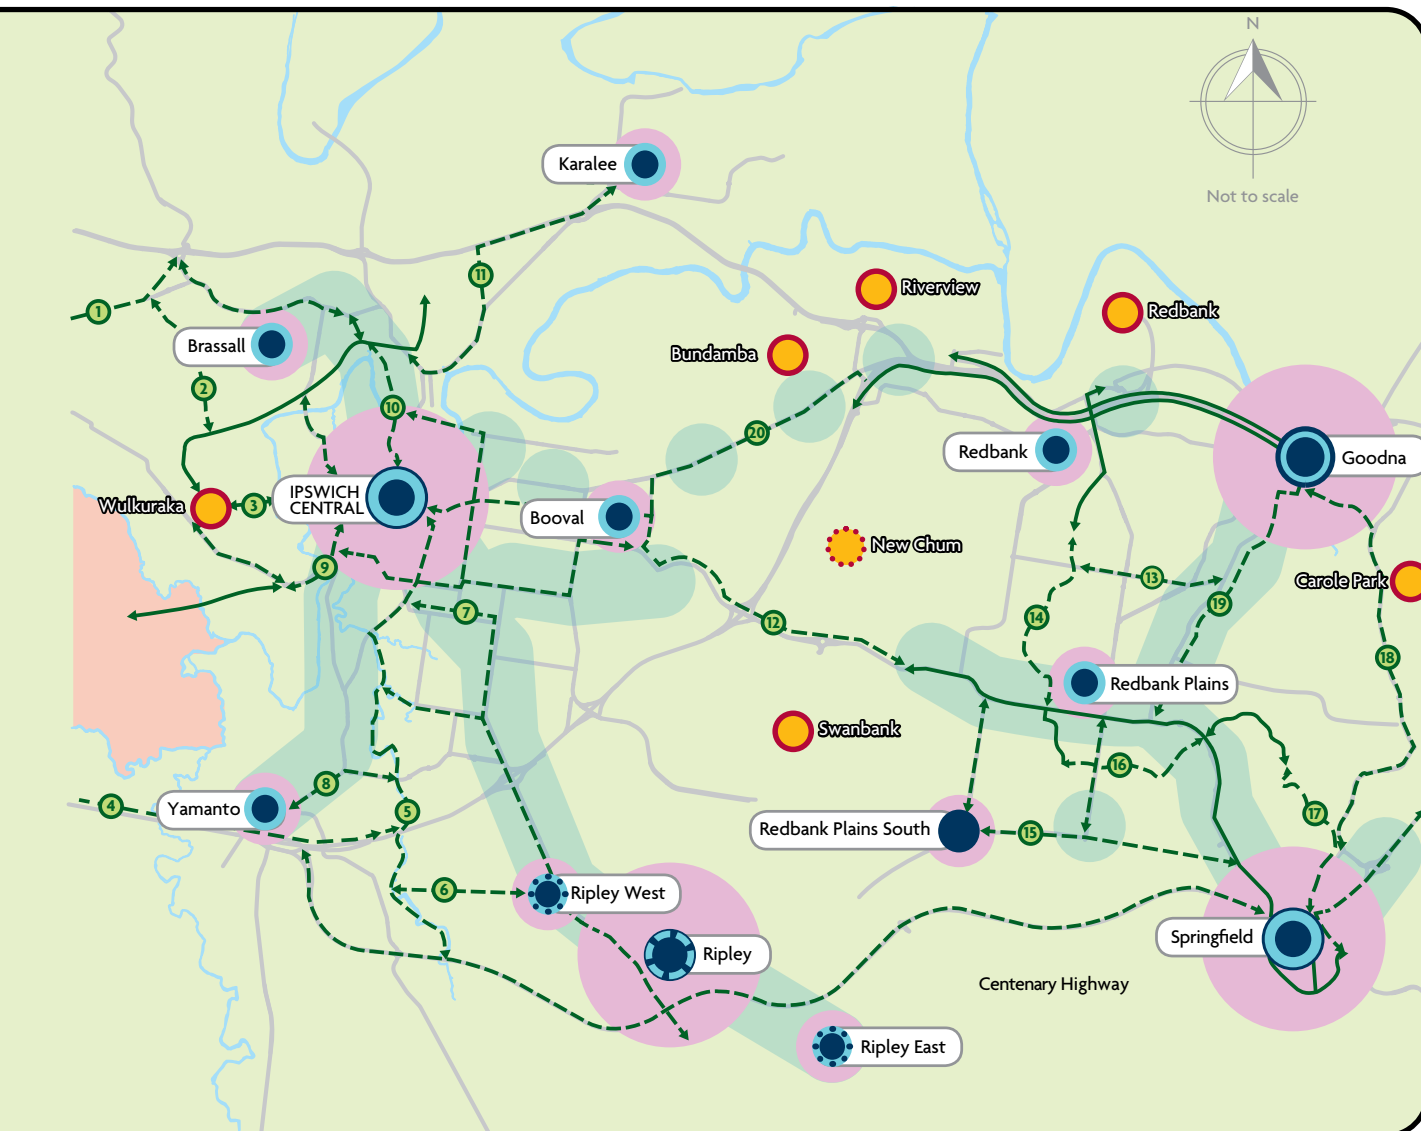 N
Not to scale
Karalee
11
Riverview
1
Redbank
Brassall
Bundamba
2
10
20
Redbank
Goodna
IPSWICH
CENTRAL
Wulkuraka
3
Booval
New Chum
9
13
Carole Park
19
7
14
12
18
Redbank Plains
Swanbank
16
8
4
Yamanto
5
17
Redbank Plains South
15
6
Ripley West
Springfield
Ripley
Centenary Highway
Ripley East